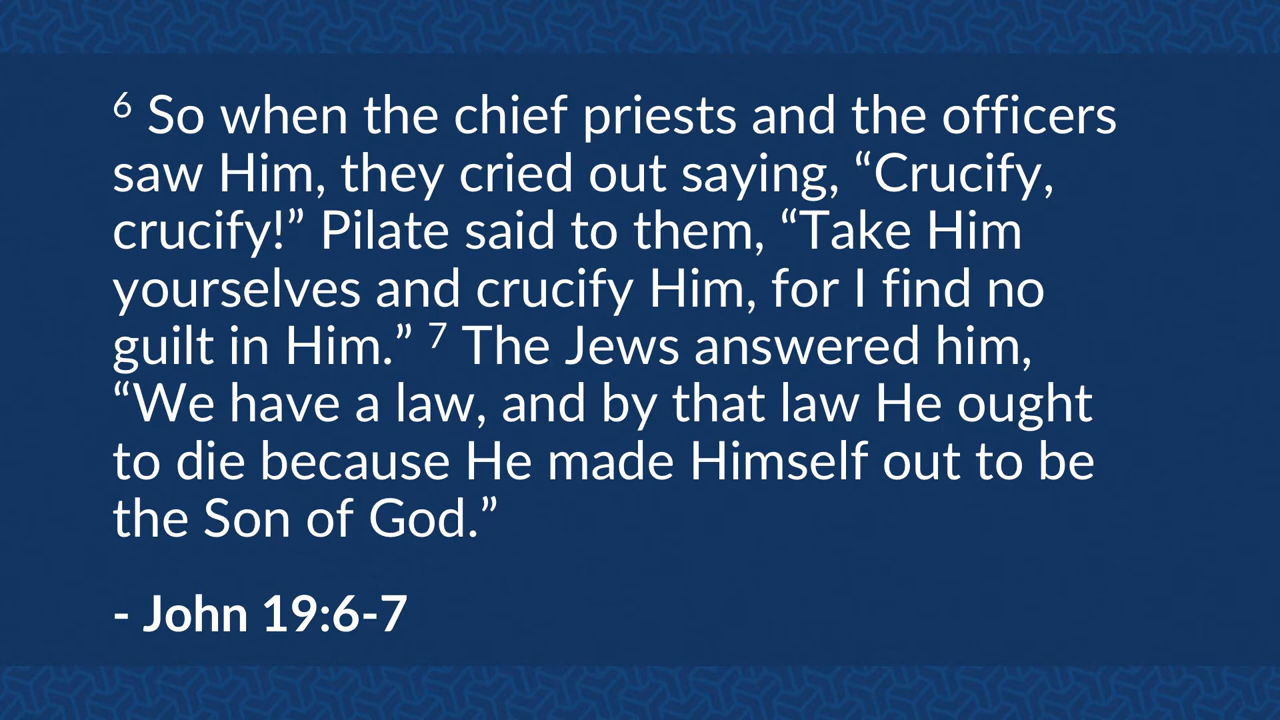 6 So when the chief priests and the officers
saw Him, they cried out saying, “Crucify,
crucify!” Pilate said to them, “Take Him
yourselves and crucify Him, for I find no
guilt in Him.” 7 The Jews answered him,
“We have a law, and by that law He ought
to die because He made Himself out to be
the Son of God.”
- John 19:6-7